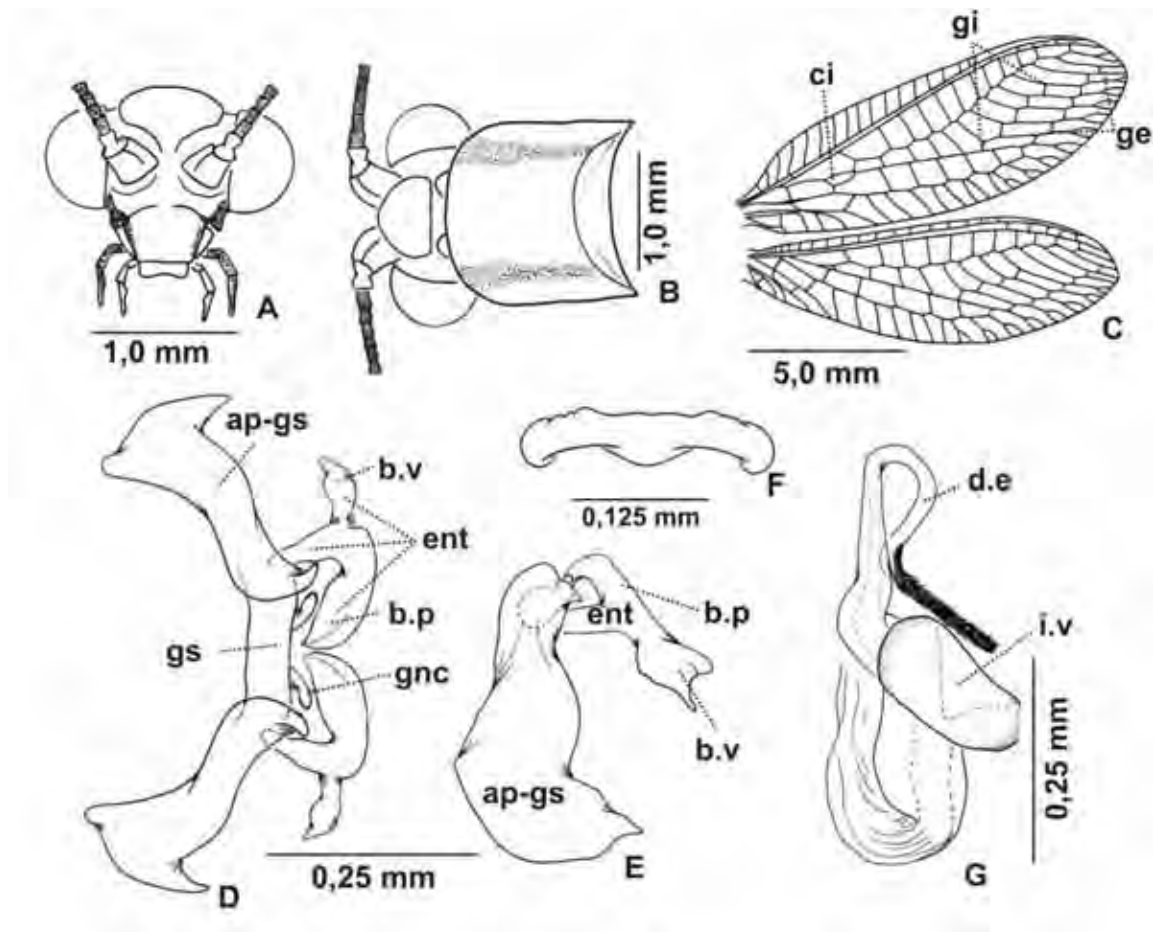 gi
ci
ge
A
1,0 mm
B
1,0 mm
C
5,0 mm
ap-gs
b.v
ent
b.p
gs
gnc
D
0,25 mm
F
0,125 mm
ent
b.p
b.v
ap-gs
E
d.e
i.v
0,25 mm
G